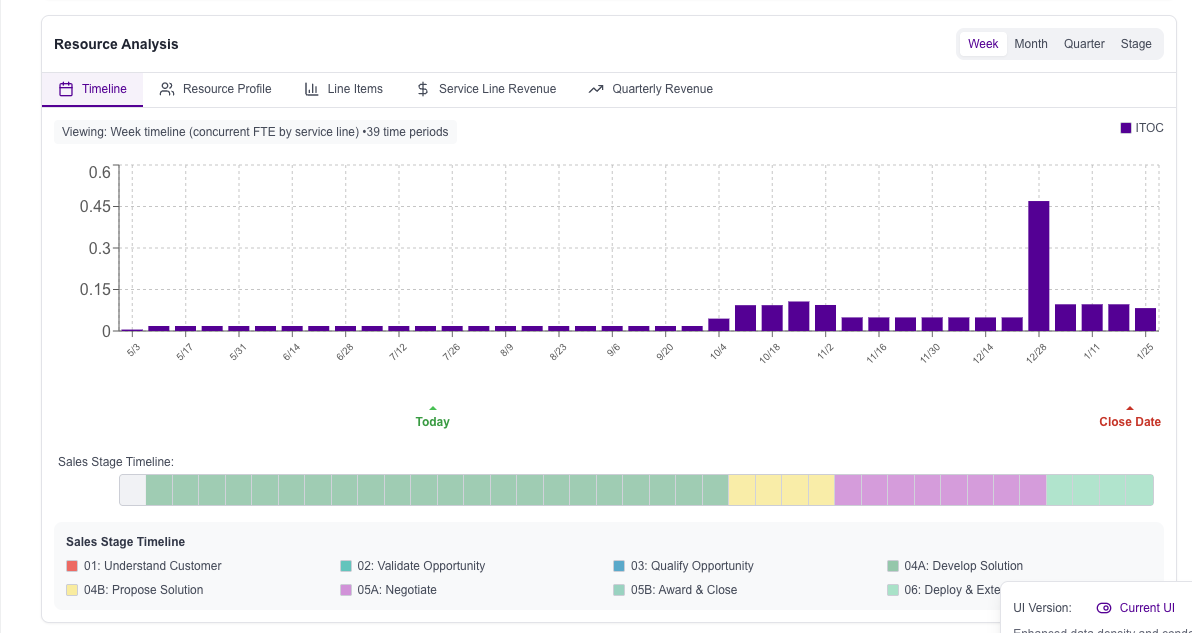 Resource Analysis
Week Month Quarter Stage
Timeline Resource Profile Line Items Service Line Revenue Quarterly Revenue
Viewing: Week timeline (concurrent FTE by service line) •39 time periods
ITOC
0.6
0.45
0.3
0.15
0
5/3 5/17 5/31 6/14 6/28 7/12 7/26 8/9 8/23 9/6 9/20 10/4 10/18 11/2 11/16 11/30 12/14 12/28 1/11 1/25
Today Close Date
Sales Stage Timeline:
Sales Stage Timeline
01: Understand Customer 02: Validate Opportunity 03: Qualify Opportunity 04A: Develop Solution
04B: Propose Solution 05A: Negotiate 05B: Award & Close 06: Deploy & Exte
UI Version: Current UI